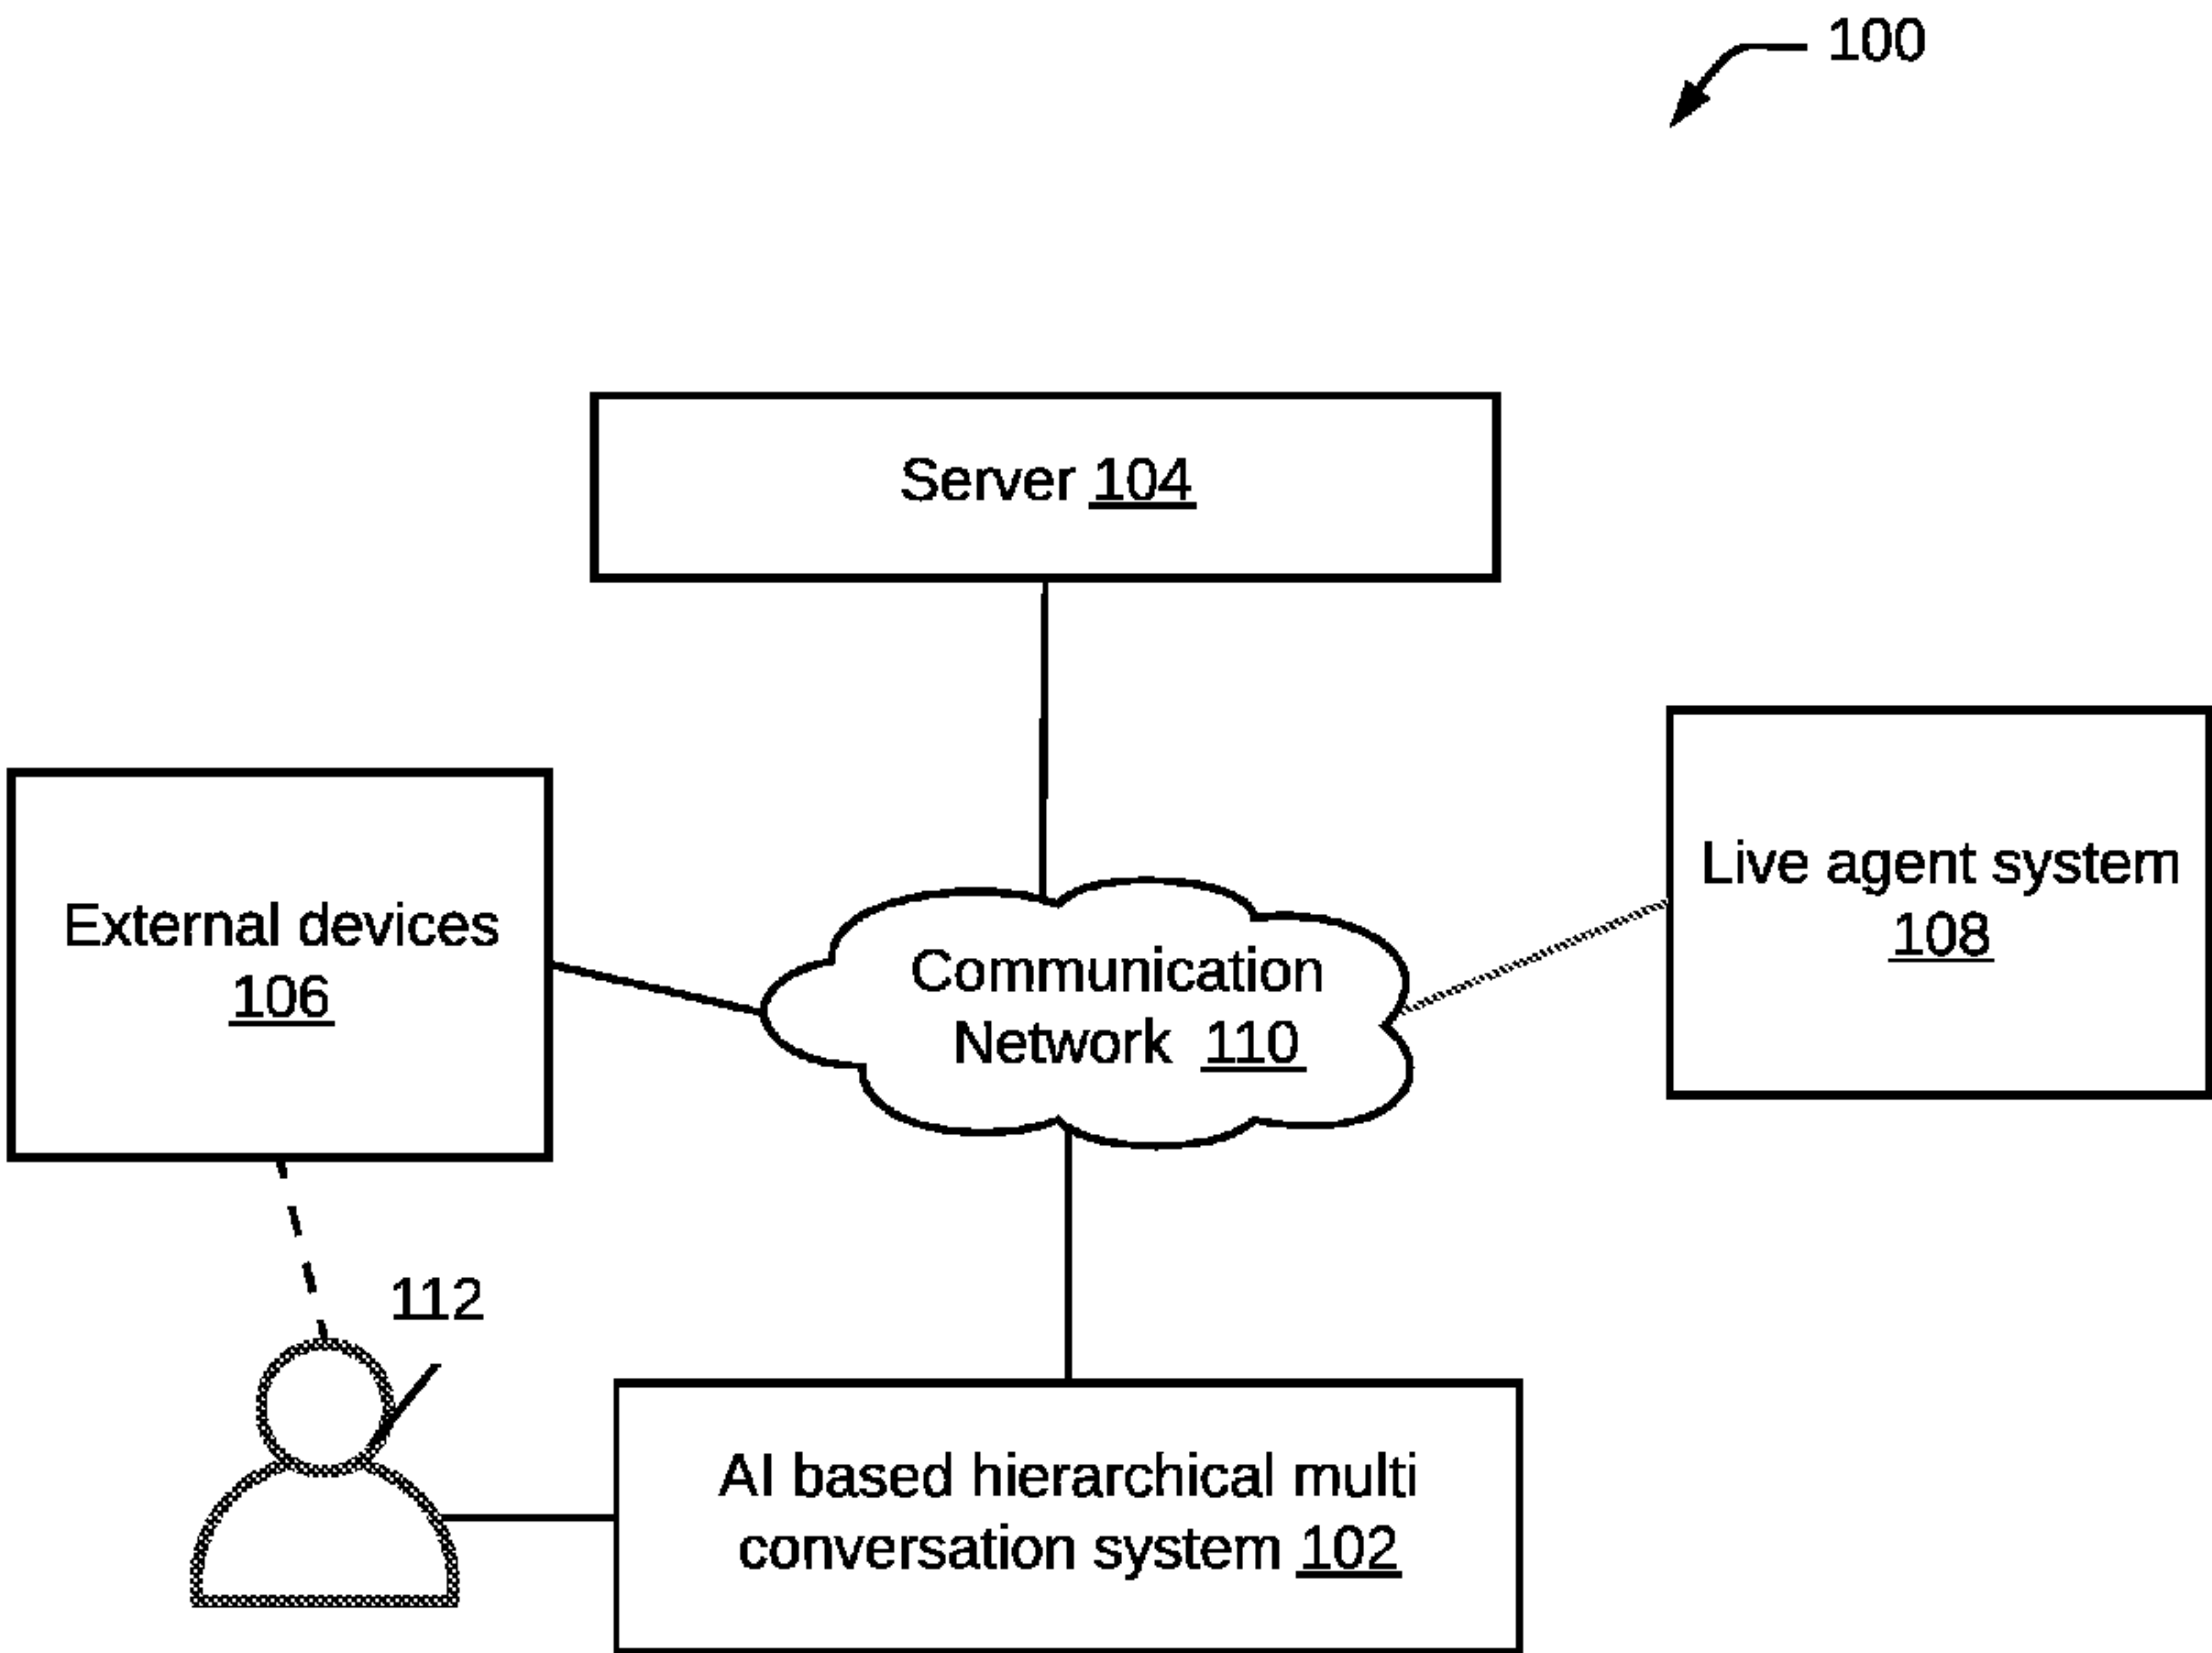 100
Server 104
Live agent system
108
External devices
106
Communication
Network 110
112
AI based hierarchical multi
conversation system 102